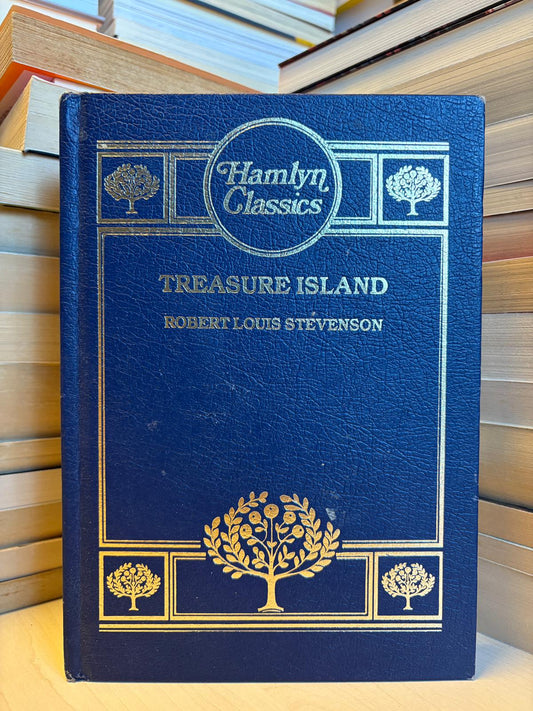 Hamlyn
Classics
TREASURE ISLAND
ROBERT LOUIS STEVENSON